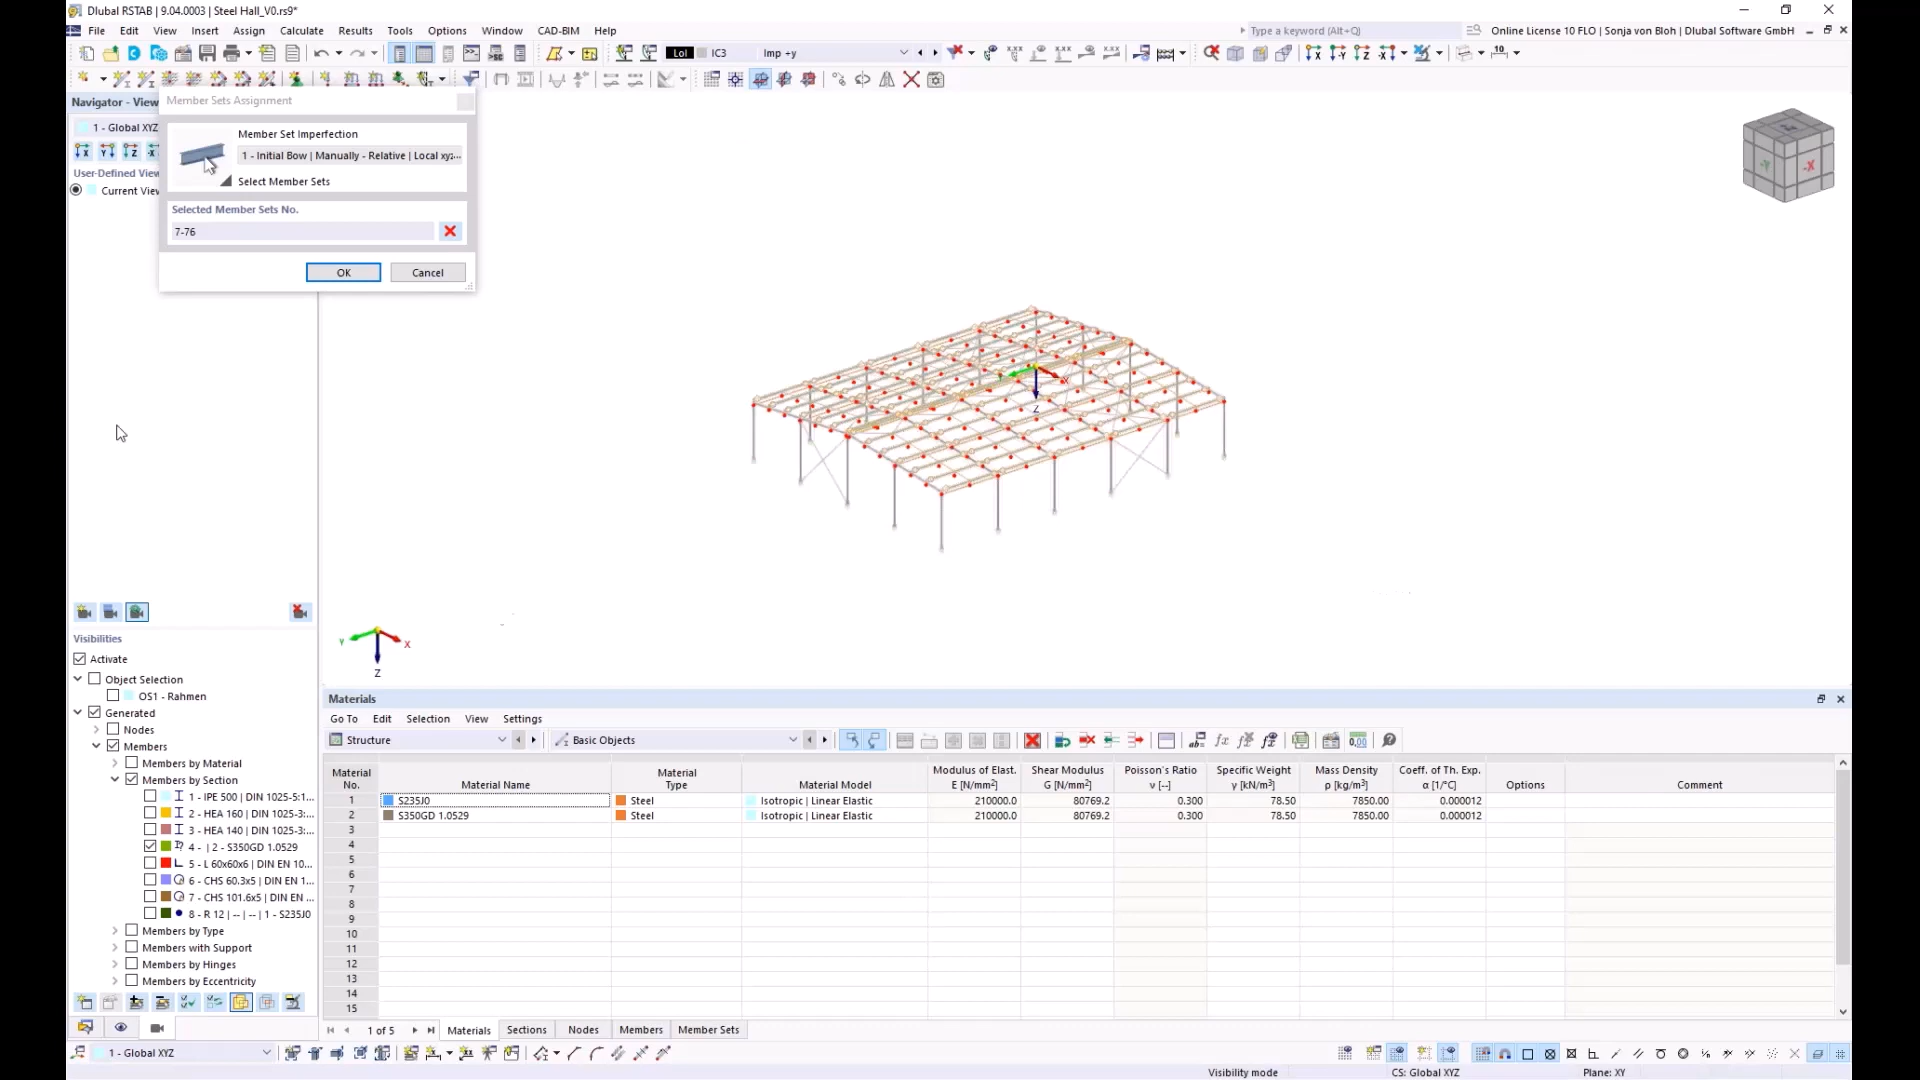 Dlubal RSTAB | 9.04.0003 | Steel Hall_V0.rs9*
File Edit View Insert Assign Calculate Results Tools Options Window CAD-BIM Help
Type a keyword (Alt+Q)
Online License 10 FLO | Sonja von Bloh | Dlubal Software GmbH
LoI IC3 Imp +y
Navigator - View
1 - Global XYZ
User-Defined View
Current View
Member Sets Assignment
Member Set Imperfection
1 - Initial Bow | Manually - Relative | Local xyz...
Select Member Sets
Selected Member Sets No.
7-76
OK Cancel
X
Y
Z
-Y -X
X
Y
Z
Visibilities
Activate
Object Selection
OS1 - Rahmen
Generated
Nodes
Members
Members by Material
Members by Section
1 - IPE 500 | DIN 1025-5:1...
2 - HEA 160 | DIN 1025-3:...
3 - HEA 140 | DIN 1025-3:...
4 - | 2 - S350GD 1.0529
5 - L 60x60x6 | DIN EN 10...
6 - CHS 60.3x5 | DIN EN 1...
7 - CHS 101.6x5 | DIN EN ...
8 - R 12 | -- | -- | 1 - S235J0
Members by Type
Members with Support
Members by Hinges
Members by Eccentricity
Materials
Go To Edit Selection View Settings
Structure Basic Objects
Material No. Material Name Material Type Material Model Modulus of Elast. E [N/mm²] Shear Modulus G [N/mm²] Poisson's Ratio ν [--] Specific Weight γ [kN/m³] Mass Density ρ [kg/m³] Coeff. of Th. Exp. α [1/°C] Options Comment
1 S235J0 Steel Isotropic | Linear Elastic 210000.0 80769.2 0.300 78.50 7850.00 0.000012
2 S350GD 1.0529 Steel Isotropic | Linear Elastic 210000.0 80769.2 0.300 78.50 7850.00 0.000012
3
4
5
6
7
8
9
10
11
12
13
14
15
1 of 5 Materials Sections Nodes Members Member Sets
1 - Global XYZ
Visibility mode CS: Global XYZ Plane: XY